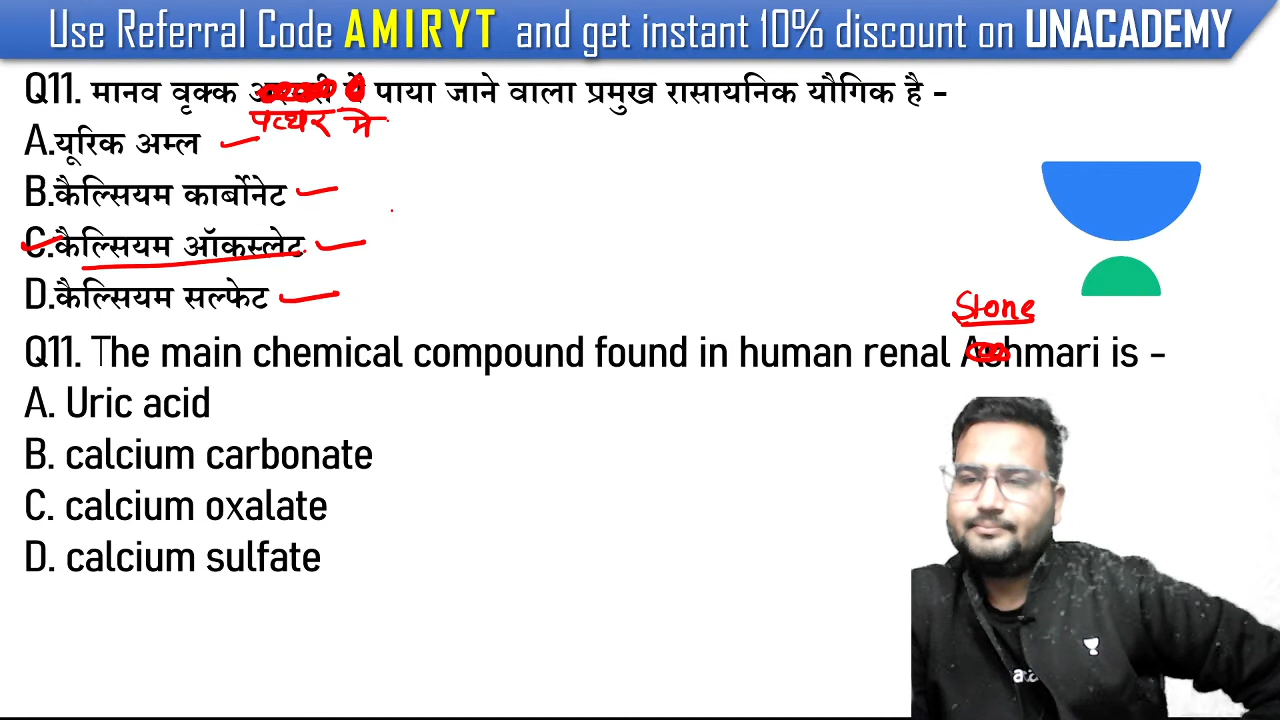 Use Referral Code AMIRYT and get instant 10% discount on UNACADEMY
Q11. मानव वृक्क में पाया जाने वाला प्रमुख रासायनिक यौगिक है -
पत्थर मे
A.यूरिक अम्ल
B.कैल्सियम कार्बोनेट
C.कैल्सियम ऑकस्लेट
D.कैल्सियम सल्फेट
Stone
Q11. The main chemical compound found in human renal Ashmari is -
A. Uric acid
B. calcium carbonate
C. calcium oxalate
D. calcium sulfate